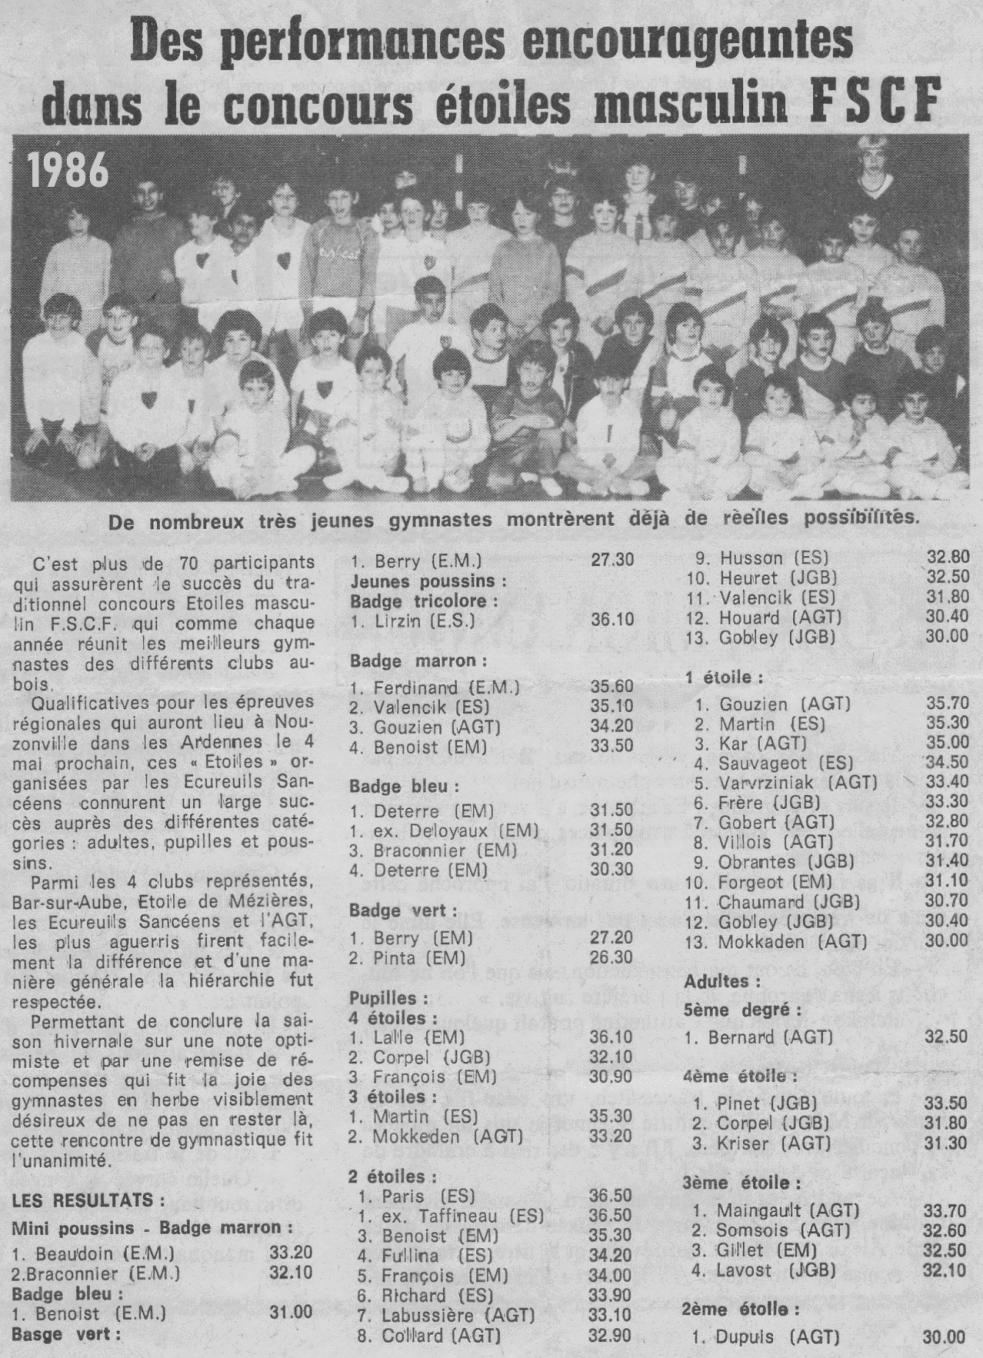 Des performances encourageantes
dans le concours étoiles masculin FSCF
1986
De nombreux très jeunes gymnastes montrèrent déjà de réelles possibilités.
C'est plus de 70 participants
qui assurèrent le succès du tra-
ditionnel concours Etoiles mascu-
lin F.S.C.F. qui comme chaque
année réunit les meilleurs gym-
nastes des différents clubs au-
bois.
Qualificatives pour les épreuves
régionales qui auront lieu à Nou-
zonville dans les Ardennes le 4
mai prochain, ces « Etoiles » or-
ganisées par les Ecureuils San-
céens connurent un large suc-
cès auprès des différentes caté-
gories : adultes, pupilles et pous-
sins.
Parmi les 4 clubs représentés,
Bar-sur-Aube, Etoile de Mézières,
les Ecureuils Sancéens et l'AGT,
les plus aguerris firent facile-
ment la différence et d'une ma-
nière générale la hiérarchie fut
respectée.
Permettant de conclure la sai-
son hivernale sur une note opti-
miste et par une remise de ré-
compenses qui fit la joie des
gymnastes en herbe visiblement
désireux de ne pas en rester là,
cette rencontre de gymnastique fit
l'unanimité.
LES RESULTATS :
Mini poussins - Badge marron :
1. Beaudoin (E.M.) 33.20
2.Braconnier (E.M.) 32.10
Badge bleu :
1. Benoist (E.M.) 31.00
Basge vert :
1. Berry (E.M.) 27.30
Jeunes poussins :
Badge tricolore :
1. Lirzin (E.S.) 36.10
Badge marron :
1. Ferdinand (E.M.) 35.60
2. Valencik (ES) 35.10
3. Gouzien (AGT) 34.20
4. Benoist (EM) 33.50
Badge bleu :
1. Deterre (EM) 31.50
1. ex. Deloyaux (EM) 31.50
3. Braconnier (EM) 31.20
4. Deterre (EM) 30.30
Badge vert :
1. Berry (EM) 27.20
2. Pinta (EM) 26.30
Pupilles :
4 étoiles :
1. Lalle (EM) 36.10
2. Corpel (JGB) 32.10
3 François (EM) 30.90
3 étoiles :
1. Martin (ES) 35.30
2. Mokkeden (AGT) 33.20
2 étoiles :
1. Paris (ES) 36.50
1. ex. Taffineau (ES) 36.50
3. Benoist (EM) 35.30
4. Fullina (ES) 34.20
5. François (EM) 34.00
6. Richard (ES) 33.90
7. Labussière (AGT) 33.10
8. Collard (AGT) 32.90
9. Husson (ES) 32.80
10. Heuret (JGB) 32.50
11. Valencik (ES) 31.80
12. Houard (AGT) 30.40
13. Gobley (JGB) 30.00
1 étoile :
1. Gouzien (AGT) 35.70
2. Martin (ES) 35.30
3. Kar (AGT) 35.00
4. Sauvageot (ES) 34.50
5. Varvrziniak (AGT) 33.40
6. Frère (JGB) 33.30
7. Gobert (AGT) 32.80
8. Villois (AGT) 31.70
9. Obrantes (JGB) 31.40
10. Forgeot (EM) 31.10
11. Chaumard (JGB) 30.70
12. Gobley (JGB) 30.40
13. Mokkaden (AGT) 30.00
Adultes :
5ème degré :
1. Bernard (AGT) 32.50
4ème étoile :
1. Pinet (JGB) 33.50
2. Corpel (JGB) 31.80
3. Kriser (AGT) 31.30
3ème étoile :
1. Maingault (AGT) 33.70
2. Somsois (AGT) 32.60
3. Gillet (EM) 32.50
4. Lavost (JGB) 32.10
2ème étoile :
1. Dupuis (AGT) 30.00